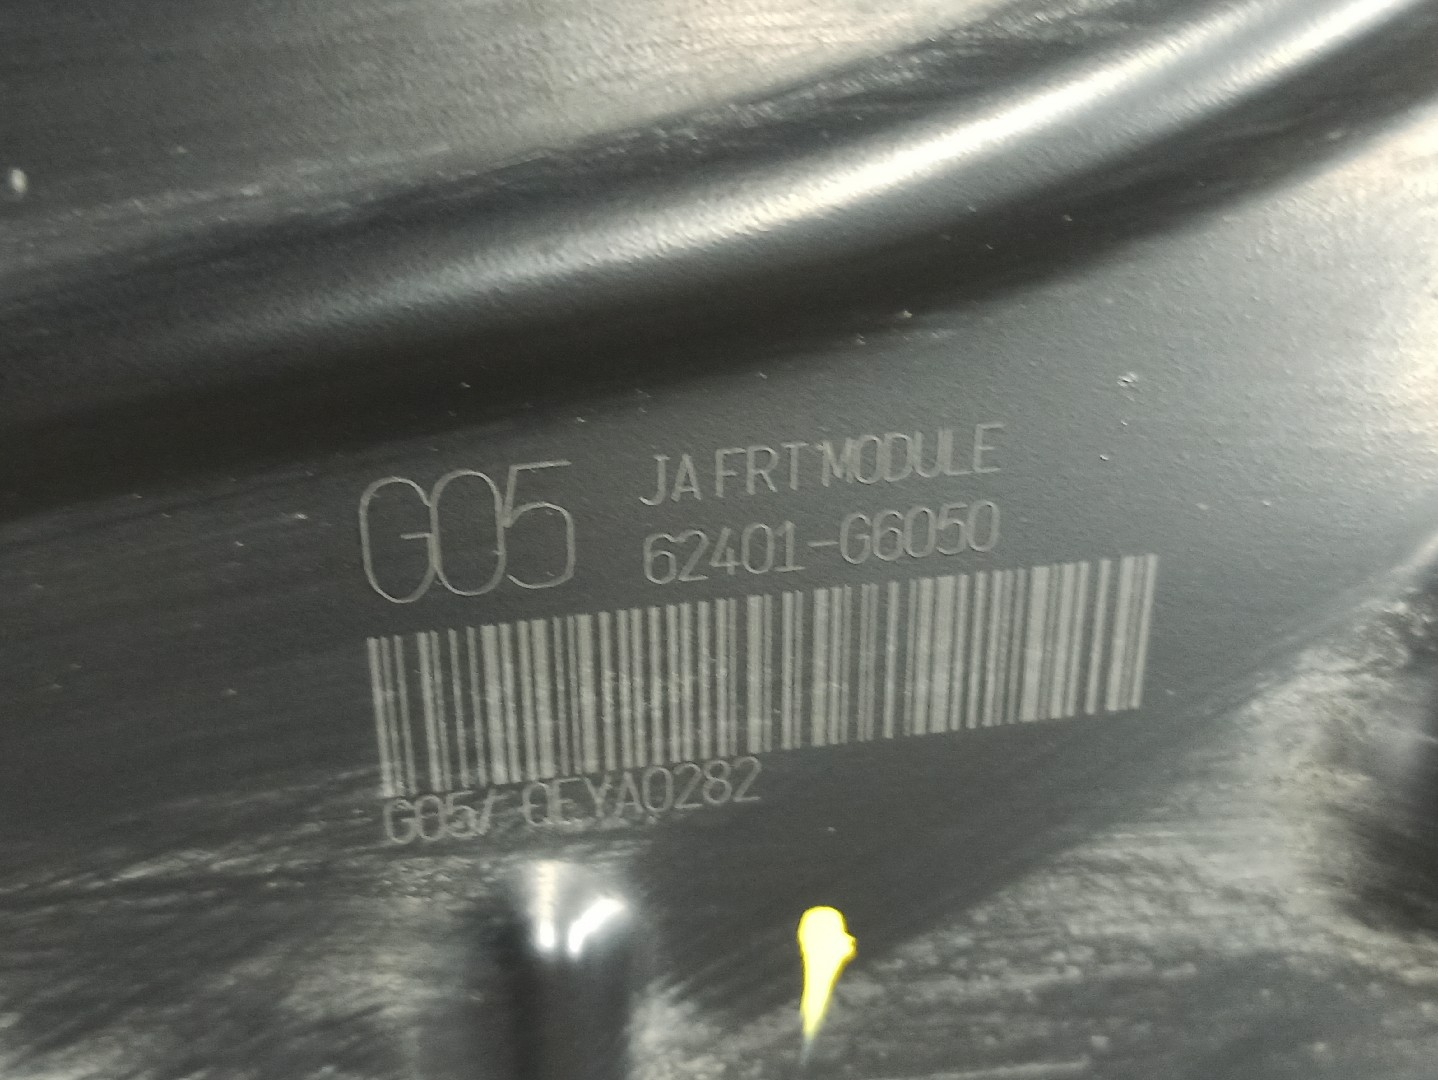 G05
JA FRT MODULE
62401-G6050
G05/ 0EYA0282